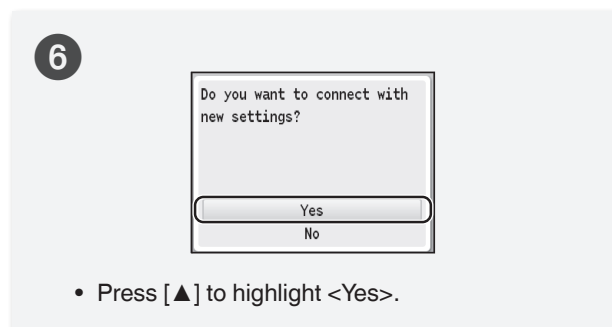 6
Do you want to connect with
new settings?
Yes
No
• Press [▲] to highlight <Yes>.